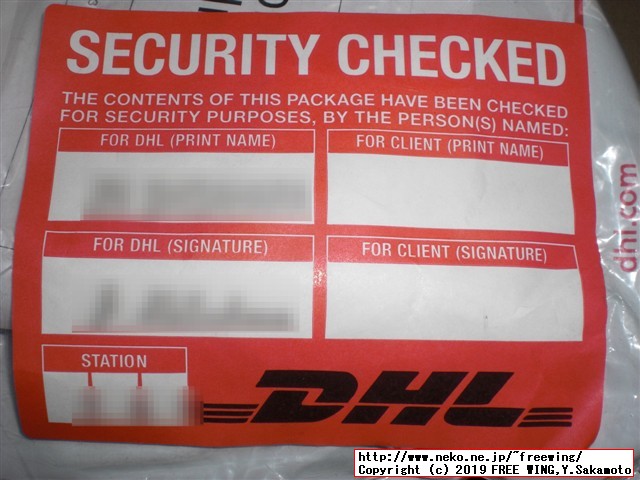 SECURITY CHECKED
THE CONTENTS OF THIS PACKAGE HAVE BEEN CHECKED
FOR SECURITY PURPOSES, BY THE PERSON(S) NAMED:
FOR DHL (PRINT NAME)
FOR CLIENT (PRINT NAME)
FOR DHL (SIGNATURE)
FOR CLIENT (SIGNATURE)
STATION
DHL
dhl.com
http://www.neko.ne.jp/~freewing/
Copyright (c) 2019 FREE WING,Y.Sakamoto